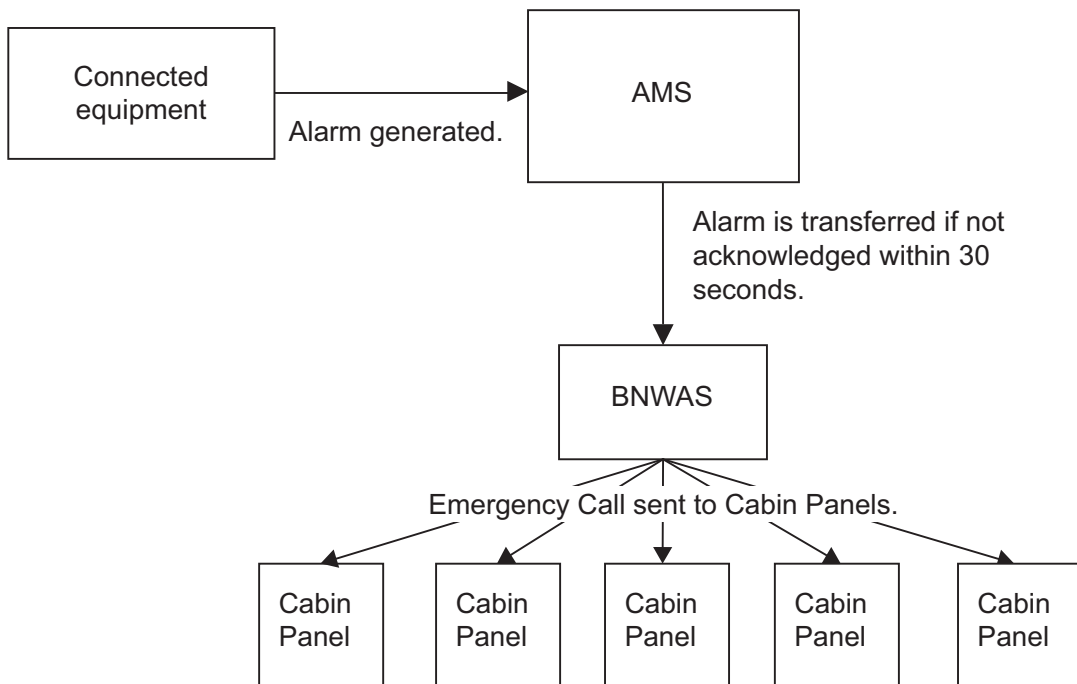 Connected
equipment
AMS
Alarm generated.
Alarm is transferred if not
acknowledged within 30
seconds.
BNWAS
Emergency Call sent to Cabin Panels.
Cabin
Panel
Cabin
Panel
Cabin
Panel
Cabin
Panel
Cabin
Panel